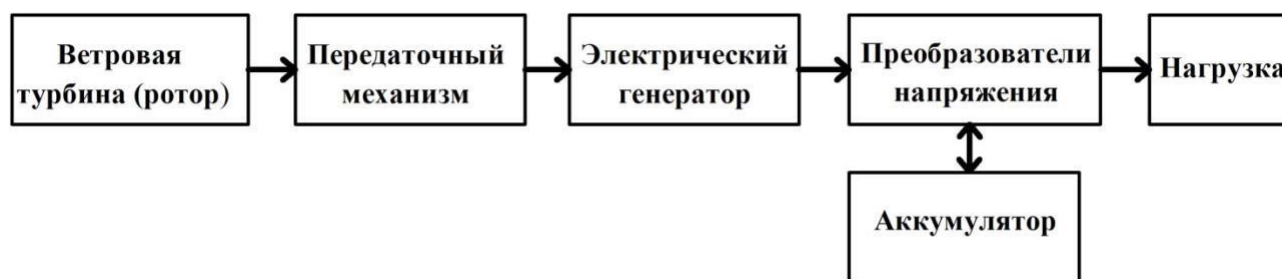 Ветровая
турбина (ротор)
Передаточный
механизм
Электрический
генератор
Преобразователи
напряжения
Нагрузка
Аккумулятор